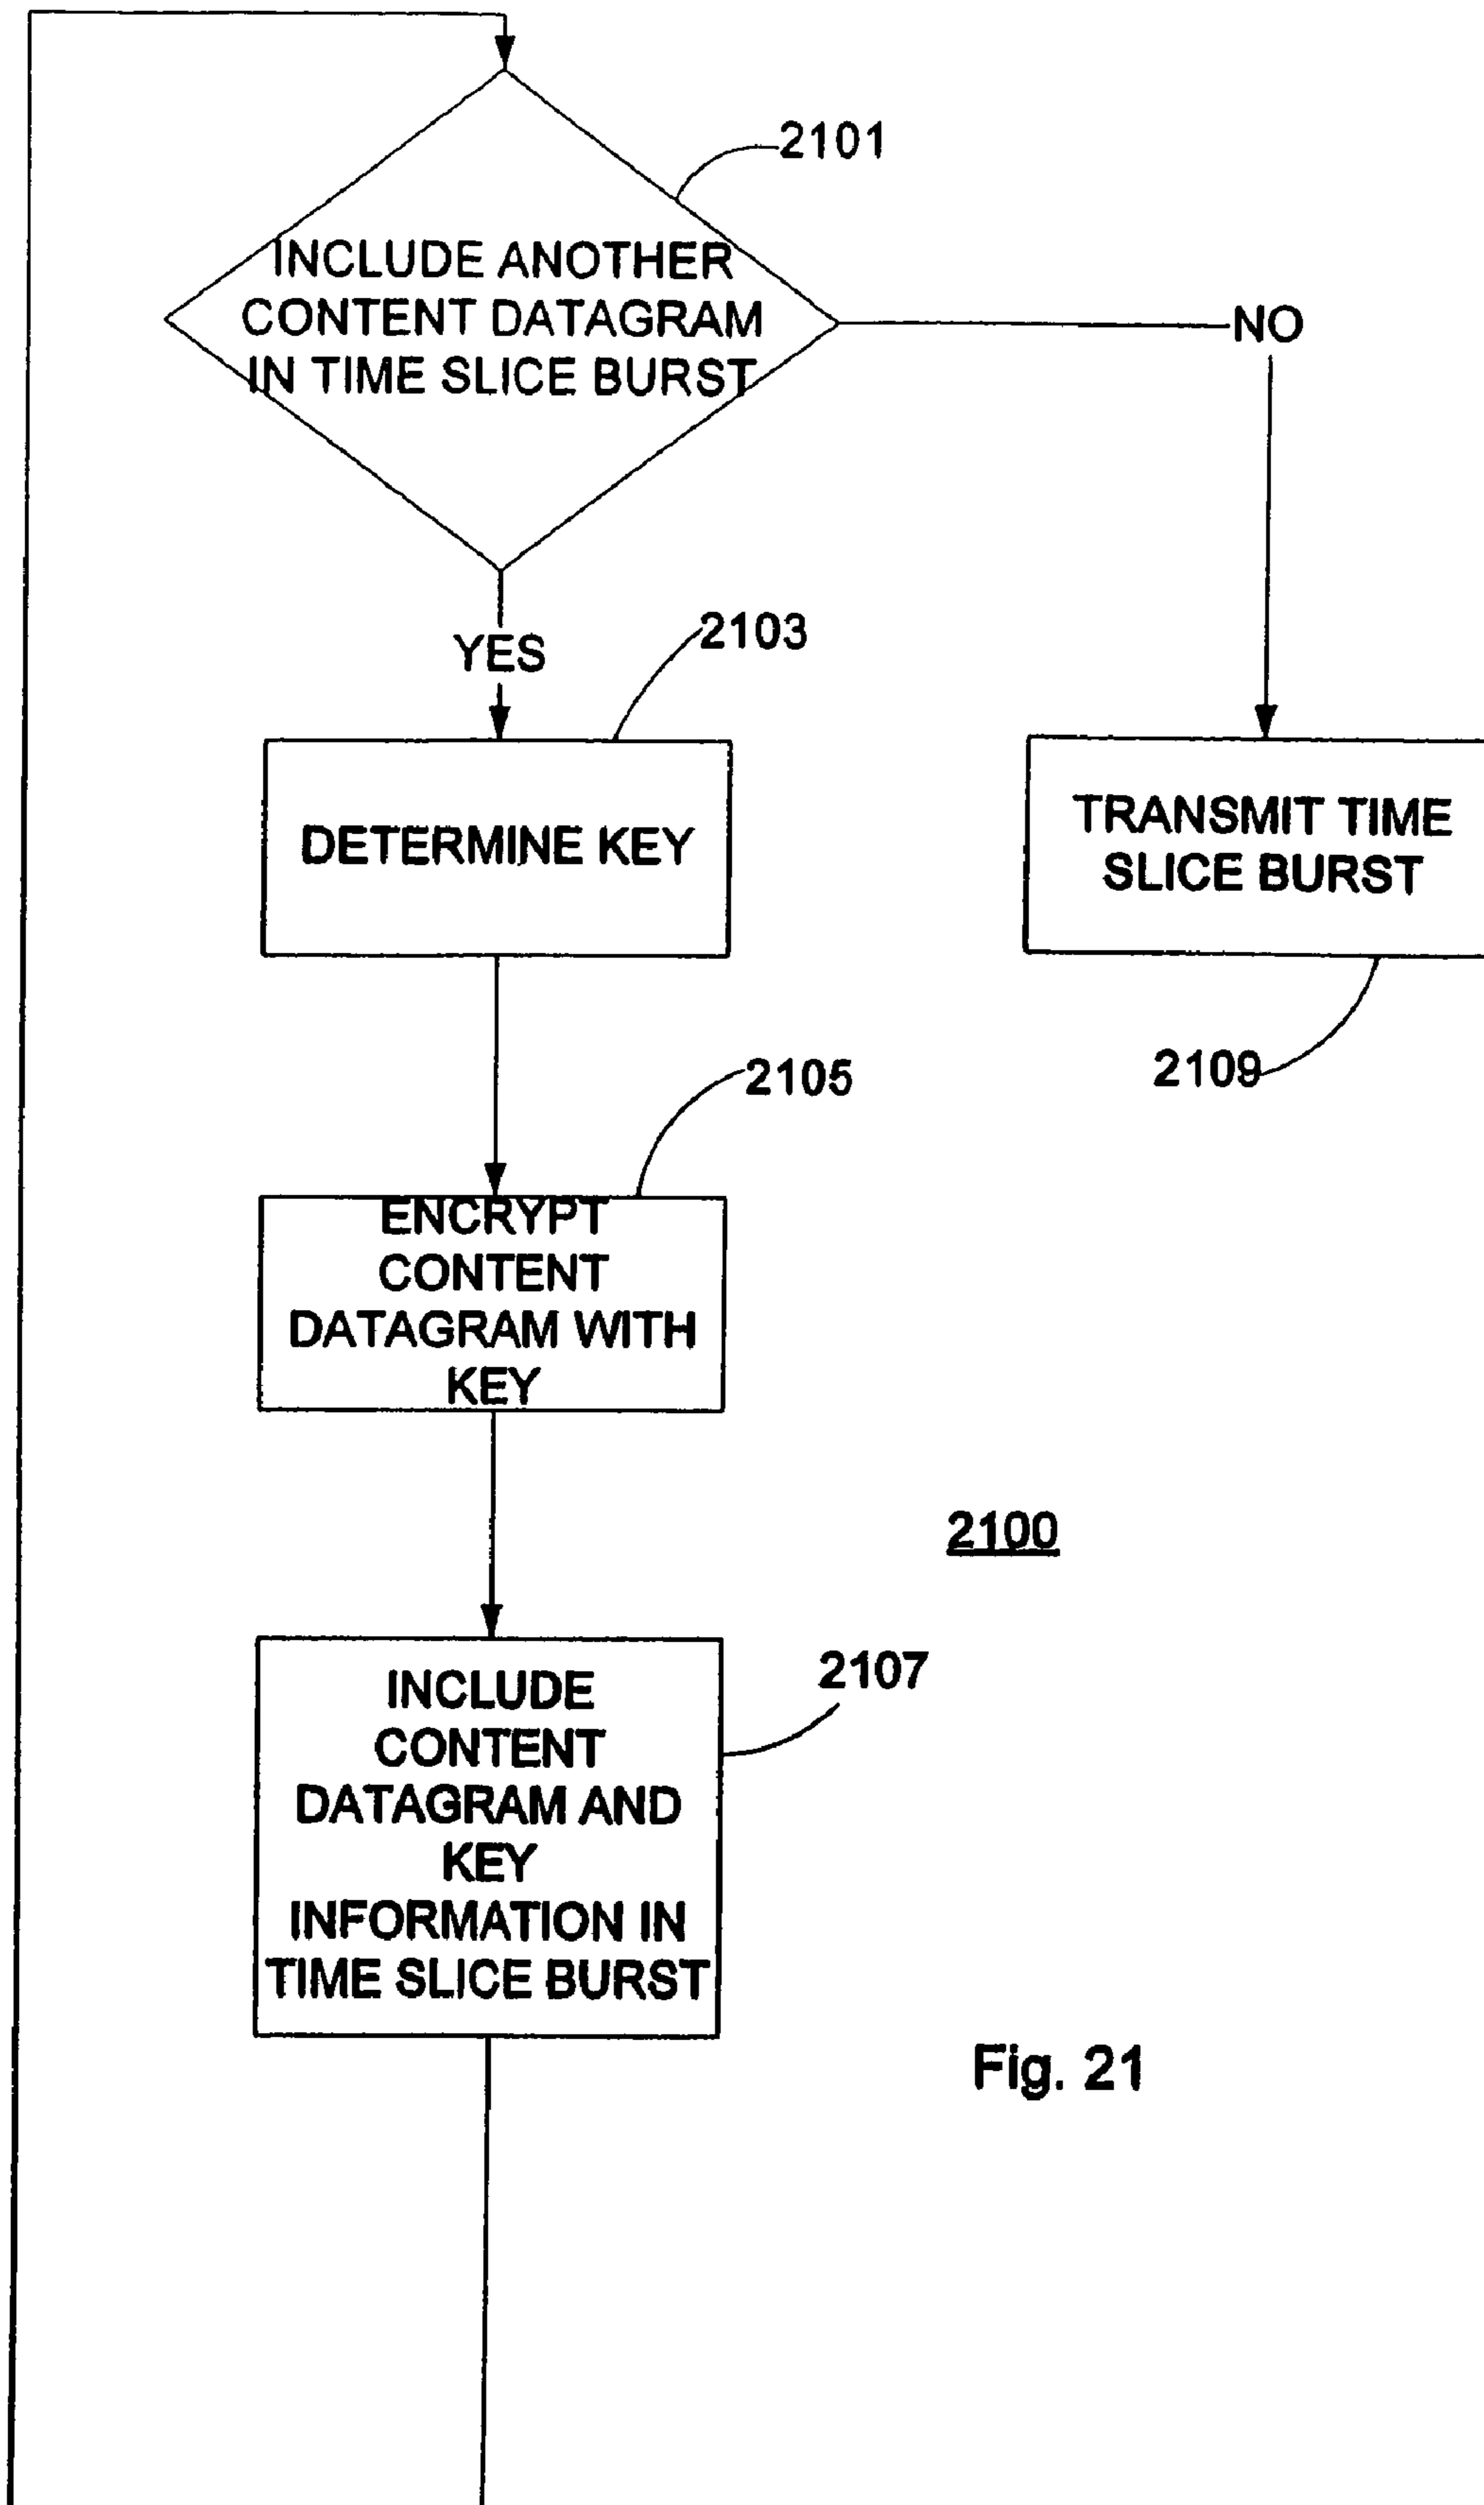 2101
INCLUDE ANOTHER
CONTENT DATAGRAM
IN TIME SLICE BURST
NO
YES
2103
DETERMINE KEY
TRANSMIT TIME
SLICE BURST
2109
2105
ENCRYPT
CONTENT
DATAGRAM WITH
KEY
2100
2107
INCLUDE
CONTENT
DATAGRAM AND
KEY
INFORMATION IN
TIME SLICE BURST
Fig. 21